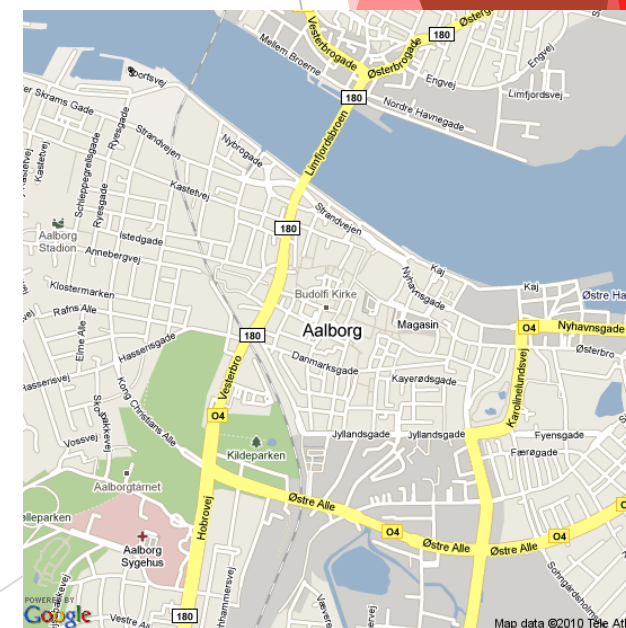 Vesterbrogade
Østerbrogade
180
Mellem Broerne
Engvej
Engvej
Limfjordsvej
Sportsvej
180
Nordre Havnegade
Skrams Gade
Ryesgade
Strandvejen
Nybrogade
Limfjordsbroen
Kastetvej
Schleppegrellsgade
Ryesgade
Kastetvej
Strandvejen
180
Aalborg
Stadion
Istedgade
Annebergvej
Kaj
Nyhavnsgade
Kaj
Klostermarken
Budolfi Kirke
Østre
Rafns Alle
Aalborg
Magasin
O4
Nyhavnsgade
Elme Alle
Hasserisgade
180
Danmarksgade
Østerbro
Hasserisvej
Kong Christians Alle
Vesterbro
Kayerødsgade
Karolinelundsvej
O4
Vossvej
Jyllandsgade
Jyllandsgade
Fyensgade
Kildeparken
Færøgade
Aalborgtårnet
Hobrovej
Østre Alle
O4
Østre Alle
Østre Alle
O4
Aalborg
Sygehus
POWERED BY
Google
Vestre Alle
180
Map data ©2010 Tele